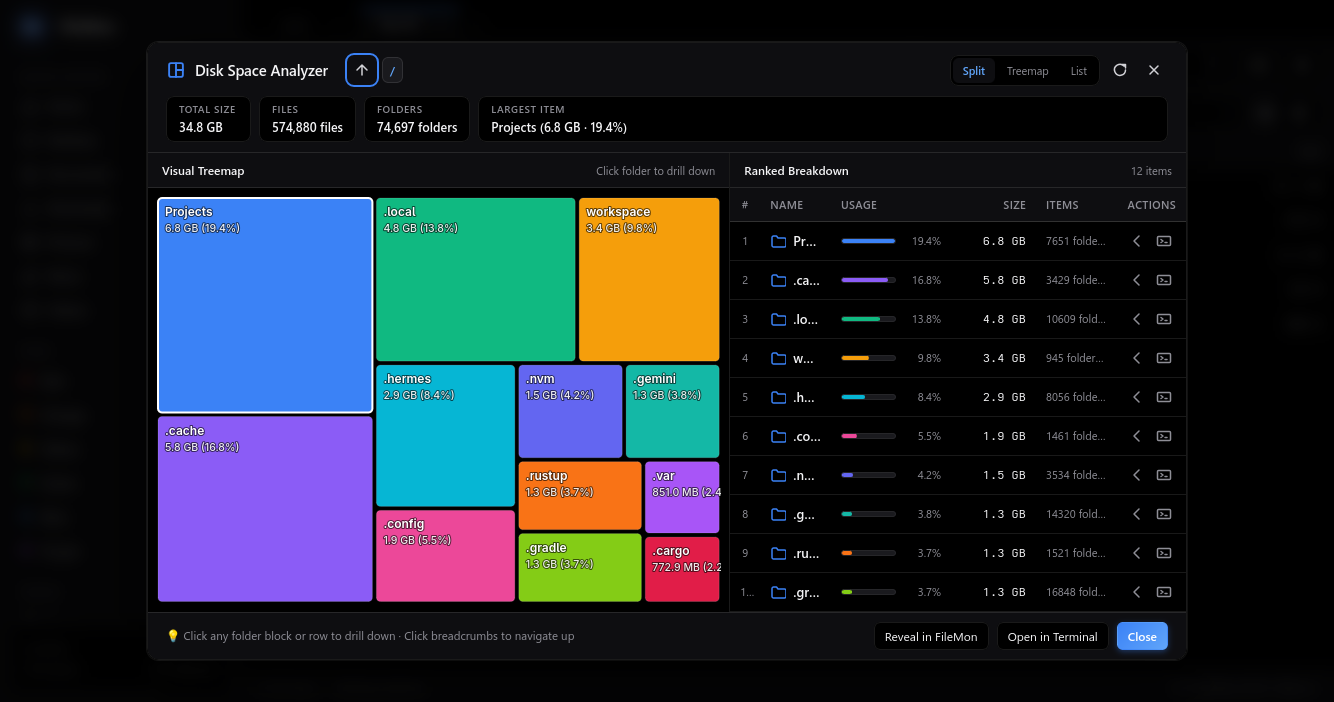 Disk Space Analyzer
/
Split Treemap List
TOTAL SIZE
34.8 GB
FILES
574,880 files
FOLDERS
74,697 folders
LARGEST ITEM
Projects (6.8 GB · 19.4%)
Visual Treemap
Click folder to drill down
Projects
6.8 GB (19.4%)
.local
4.8 GB (13.8%)
workspace
3.4 GB (9.8%)
.hermes
2.9 GB (8.4%)
.nvm
1.5 GB (4.2%)
.gemini
1.3 GB (3.8%)
.cache
5.8 GB (16.8%)
.rustup
1.3 GB (3.7%)
.var
851.0 MB (2.4
.config
1.9 GB (5.5%)
.gradle
1.3 GB (3.7%)
.cargo
772.9 MB (2.2
Ranked Breakdown
12 items
# NAME USAGE SIZE ITEMS ACTIONS
1 Pr... 19.4% 6.8 GB 7651 folde...
2 .ca... 16.8% 5.8 GB 3429 folde...
3 .lo... 13.8% 4.8 GB 10609 fold...
4 w... 9.8% 3.4 GB 945 folder...
5 .h... 8.4% 2.9 GB 8056 folde...
6 .co... 5.5% 1.9 GB 1461 folde...
7 .n... 4.2% 1.5 GB 3534 folde...
8 .g... 3.8% 1.3 GB 14320 fold...
9 .ru... 3.7% 1.3 GB 1521 folde...
1... .gr... 3.7% 1.3 GB 16848 fold...
💡 Click any folder block or row to drill down · Click breadcrumbs to navigate up
Reveal in FileMon
Open in Terminal
Close